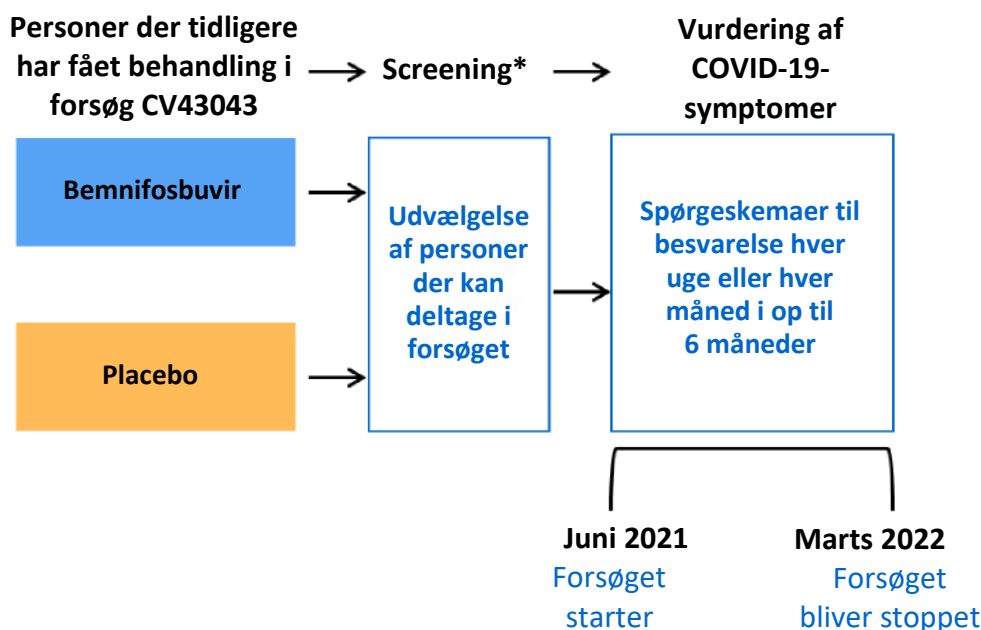 Personer der tidligere
har fået behandling i
forsøg CV43043
Screening*
Vurdering af
COVID-19-
symptomer
Bemnifosbuvir
Placebo
Udvælgelse
af personer
der kan
deltage i
forsøget
Spørgeskemaer til
besvarelse hver
uge eller hver
måned i op til
6 måneder
Juni 2021
Forsøget
starter
Marts 2022
Forsøget
bliver stoppet